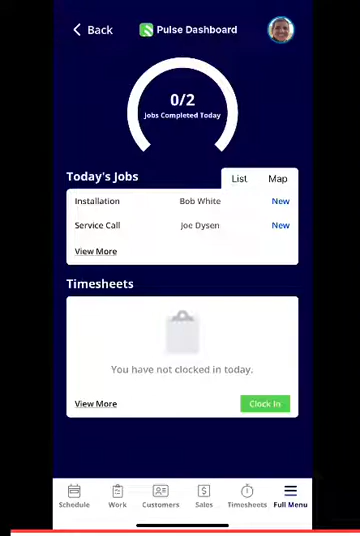 Back
Pulse Dashboard
0/2
Jobs Completed Today
Today's Jobs
List Map
Installation Bob White New
Service Call Joe Dysen New
View More
Timesheets
You have not clocked in today.
View More Clock In
Schedule Work Customers Sales Timesheets Full Menu